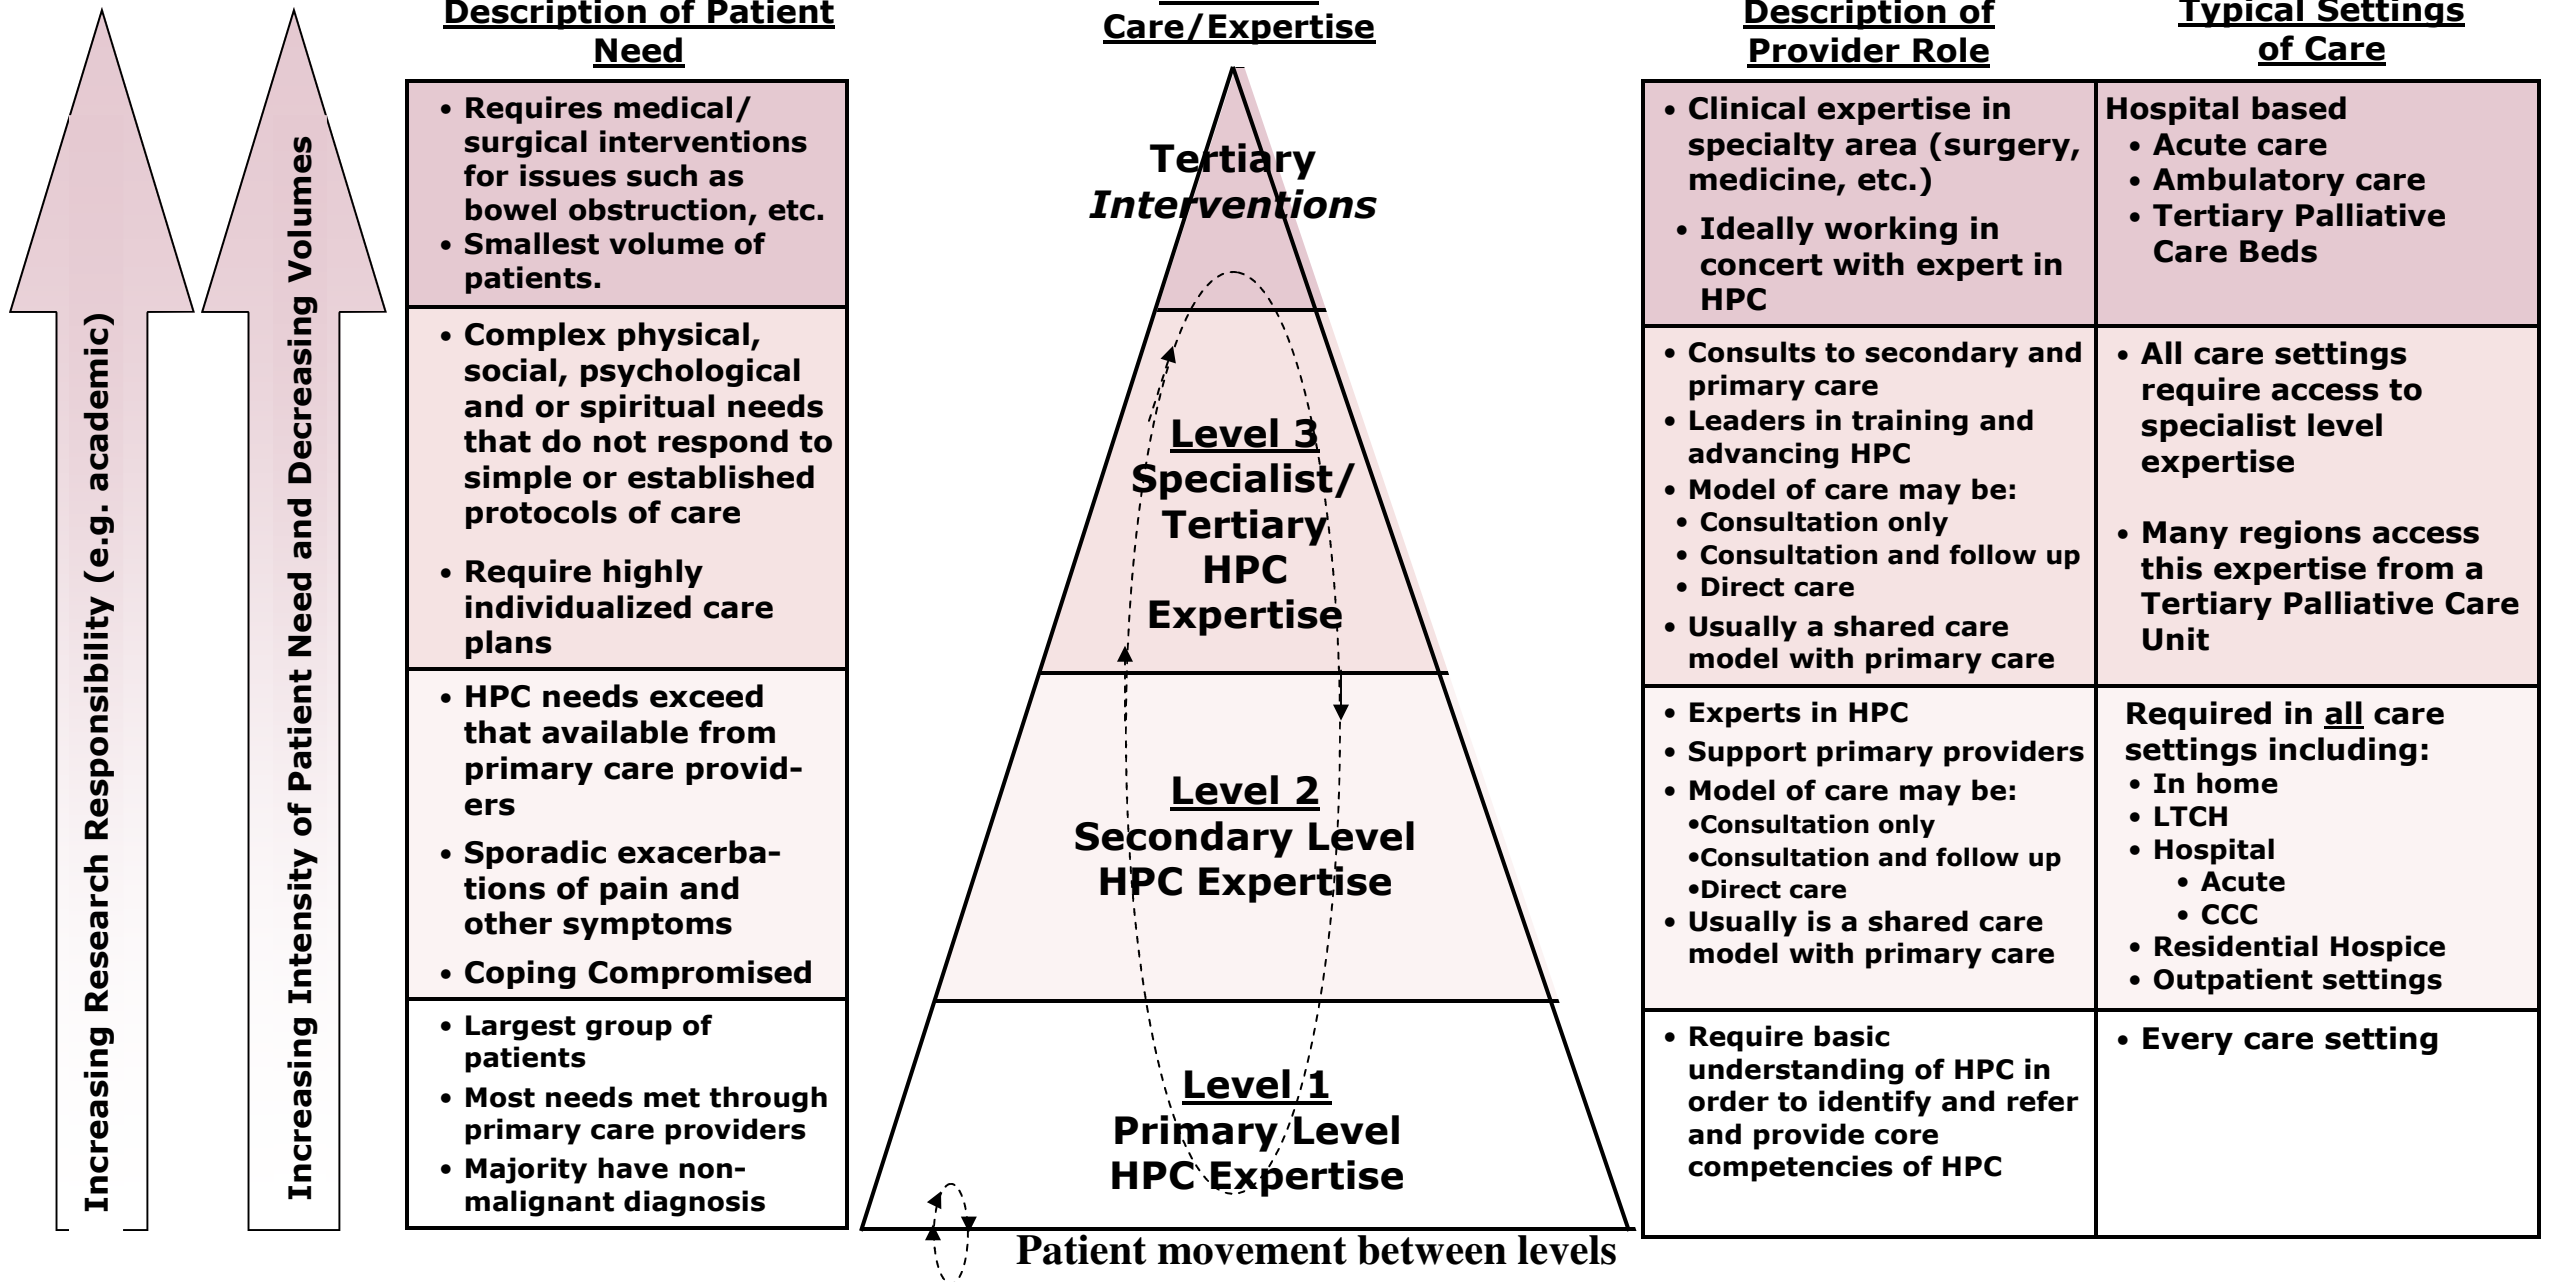 Increasing Research Responsibility (e.g. academic)
Increasing Intensity of Patient Need and Decreasing Volumes
Description of Patient
Need
• Requires medical/
surgical interventions
for issues such as
bowel obstruction, etc.
• Smallest volume of
patients.
• Complex physical,
social, psychological
and or spiritual needs
that do not respond to
simple or established
protocols of care
• Require highly
individualized care
plans
• HPC needs exceed
that available from
primary care provid-
ers
• Sporadic exacerba-
tions of pain and
other symptoms
• Coping Compromised
• Largest group of
patients
• Most needs met through
primary care providers
• Majority have non-
malignant diagnosis
Care/Expertise
Tertiary
Interventions
Level 3
Specialist/
Tertiary
HPC
Expertise
Level 2
Secondary Level
HPC Expertise
Level 1
Primary Level
HPC Expertise
Patient movement between levels
Description of
Provider Role
• Clinical expertise in
specialty area (surgery,
medicine, etc.)
• Ideally working in
concert with expert in
HPC
• Consults to secondary and
primary care
• Leaders in training and
advancing HPC
• Model of care may be:
• Consultation only
• Consultation and follow up
• Direct care
• Usually a shared care
model with primary care
• Experts in HPC
• Support primary providers
• Model of care may be:
•Consultation only
•Consultation and follow up
•Direct care
• Usually is a shared care
model with primary care
• Require basic
understanding of HPC in
order to identify and refer
and provide core
competencies of HPC
Typical Settings
of Care
Hospital based
• Acute care
• Ambulatory care
• Tertiary Palliative
Care Beds
• All care settings
require access to
specialist level
expertise
• Many regions access
this expertise from a
Tertiary Palliative Care
Unit
Required in all care
settings including:
• In home
• LTCH
• Hospital
• Acute
• CCC
• Residential Hospice
• Outpatient settings
• Every care setting